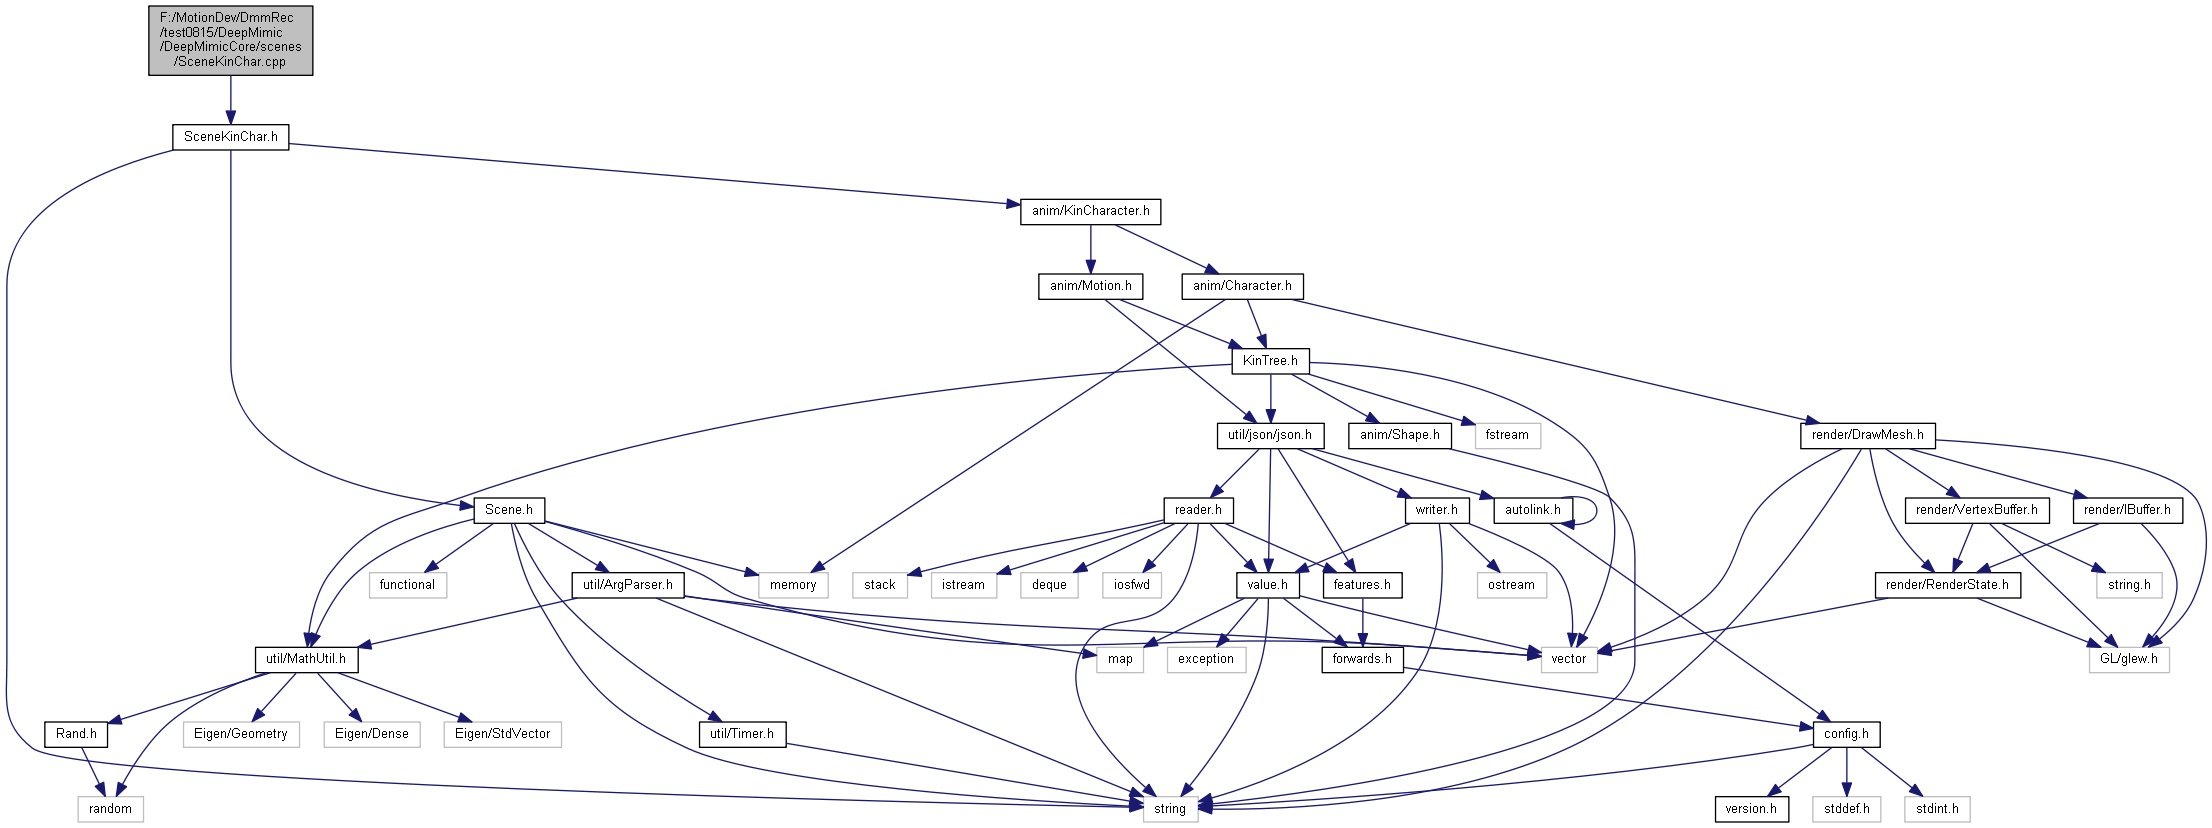 F:/MotionDev/DmmRec
/test0815/DeepMimic
/DeepMimicCore/scenes
/SceneKinChar.cpp
SceneKinChar.h
anim/KinCharacter.h
anim/Motion.h
anim/Character.h
KinTree.h
util/json/json.h
anim/Shape.h
fstream
render/DrawMesh.h
Scene.h
reader.h
writer.h
autolink.h
render/VertexBuffer.h
render/IBuffer.h
functional
util/ArgParser.h
memory
stack
istream
deque
iosfwd
value.h
features.h
ostream
render/RenderState.h
string.h
util/MathUtil.h
map
exception
forwards.h
vector
GL/glew.h
Rand.h
Eigen/Geometry
Eigen/Dense
Eigen/StdVector
util/Timer.h
config.h
random
string
version.h
stddef.h
stdint.h